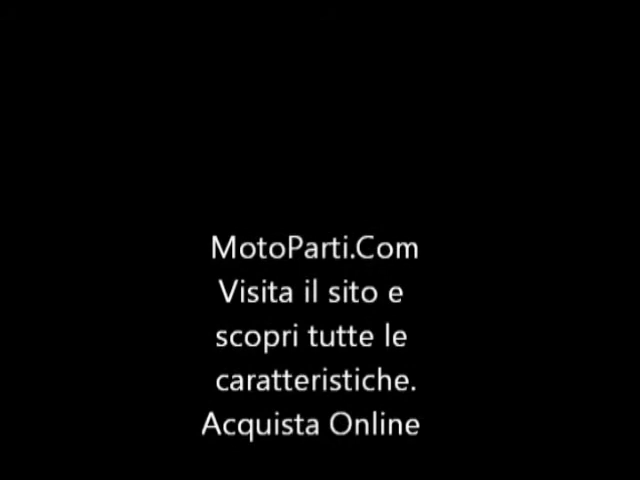 MotoParti.Com
Visita il sito e
scopri tutte le
caratteristiche.
Acquista Online